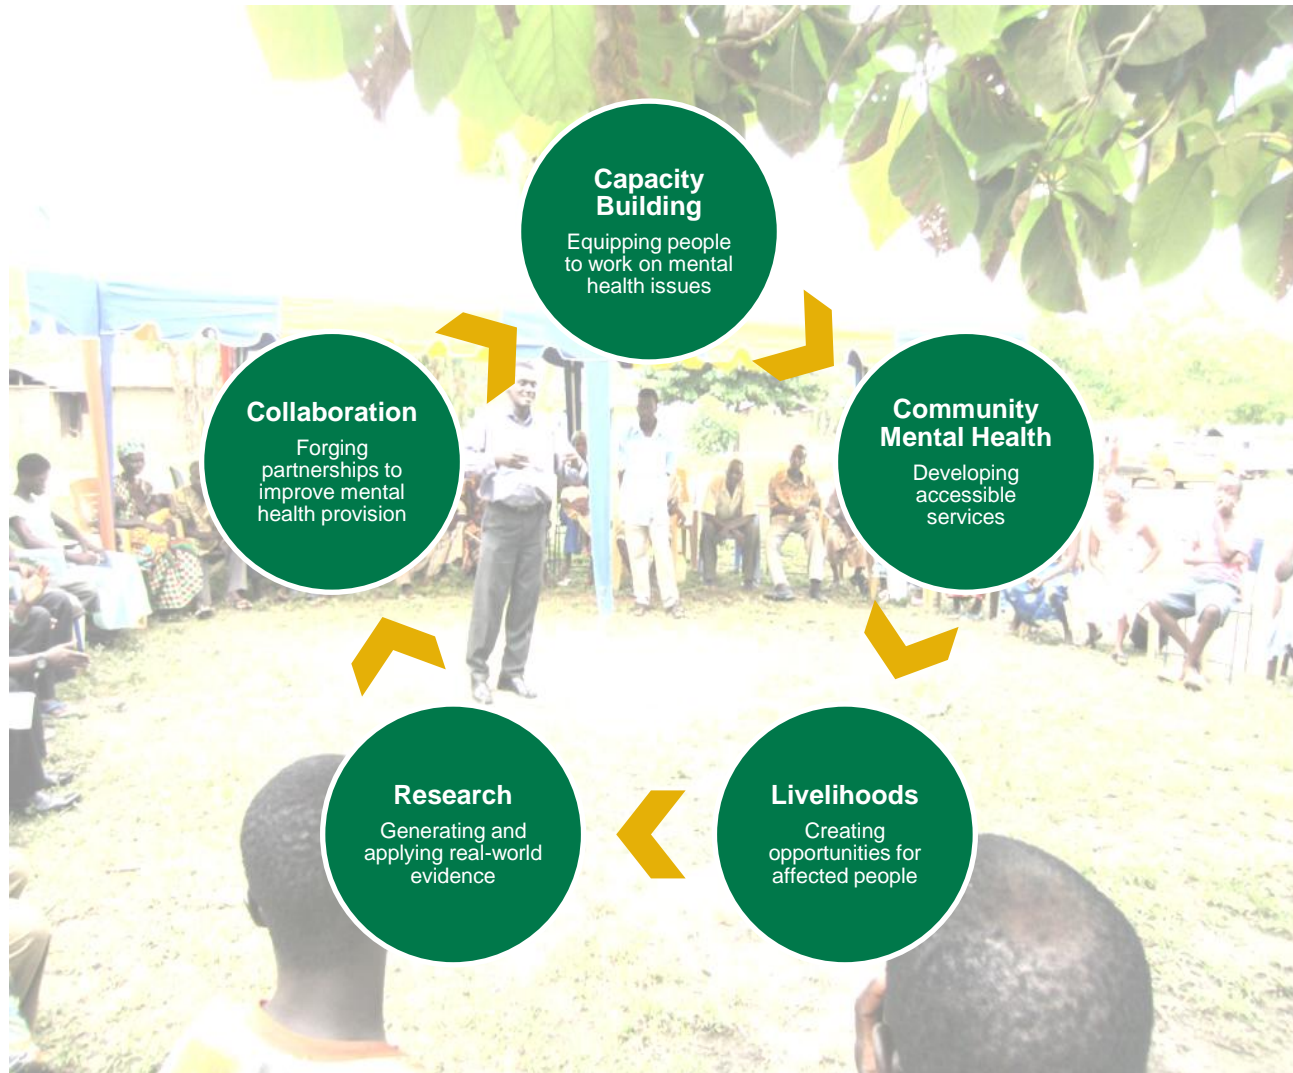 Capacity
Building
Equipping people
to work on mental
health issues
Community
Mental Health
Developing
accessible
services
Livelihoods
Creating
opportunities for
affected people
Research
Generating and
applying real-world
evidence
Collaboration
Forging
partnerships to
improve mental
health provision